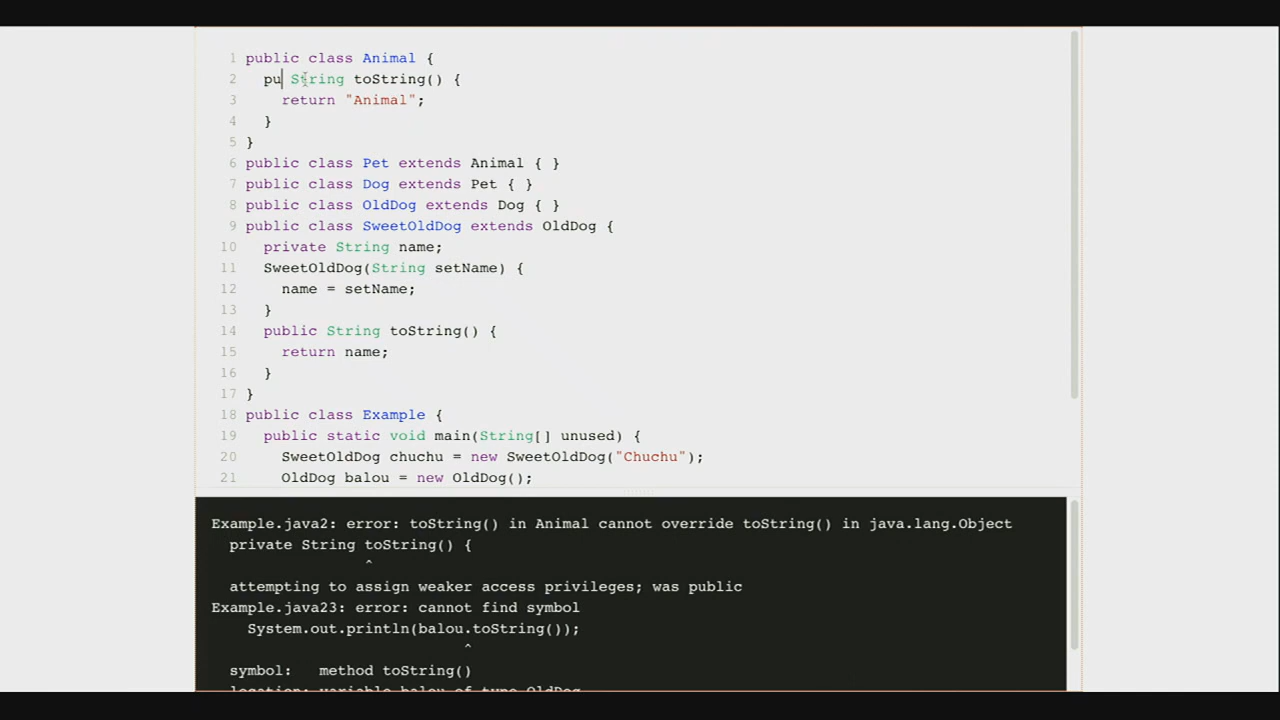 1 public class Animal {
2 pu String toString() {
3 return "Animal";
4 }
5 }
6 public class Pet extends Animal { }
7 public class Dog extends Pet { }
8 public class OldDog extends Dog { }
9 public class SweetOldDog extends OldDog {
10 private String name;
11 SweetOldDog(String setName) {
12 name = setName;
13 }
14 public String toString() {
15 return name;
16 }
17 }
18 public class Example {
19 public static void main(String[] unused) {
20 SweetOldDog chuchu = new SweetOldDog("Chuchu");
21 OldDog balou = new OldDog();
Example.java2: error: toString() in Animal cannot override toString() in java.lang.Object
private String toString() {
^
attempting to assign weaker access privileges; was public
Example.java23: error: cannot find symbol
System.out.println(balou.toString());
^
symbol: method toString()
location: variable balou of type OldDog